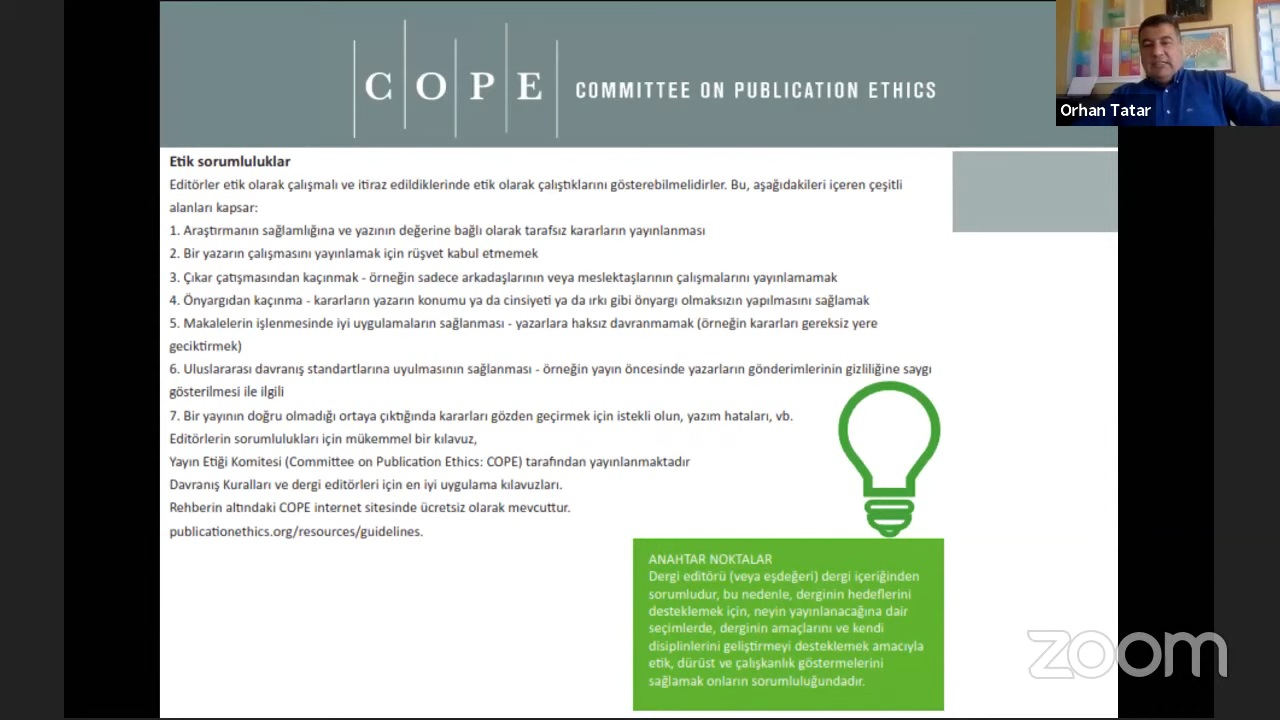 COPE COMMITTEE ON PUBLICATION ETHICS
Orhan Tatar
Etik sorumluluklar
Editörler etik olarak çalışmalı ve itiraz edildiklerinde etik olarak çalıştıklarını gösterebilmelidirler. Bu, aşağıdakileri içeren çeşitli
alanları kapsar:
1. Araştırmanın sağlamlığına ve yazının değerine bağlı olarak tarafsız kararların yayınlanması
2. Bir yazarın çalışmasını yayınlamak için rüşvet kabul etmemek
3. Çıkar çatışmasından kaçınmak - örneğin sadece arkadaşlarının veya meslektaşlarının çalışmalarını yayınlamamak
4. Önyargıdan kaçınma - kararların yazarın konumu ya da cinsiyeti ya da ırkı gibi önyargı olmaksızın yapılmasını sağlamak
5. Makalelerin işlenmesinde iyi uygulamaların sağlanması - yazarlara haksız davranmamak (örneğin kararları gereksiz yere
geciktirmek)
6. Uluslararası davranış standartlarına uyulmasının sağlanması - örneğin yayın öncesinde yazarların gönderimlerinin gizliliğine saygı
gösterilmesi ile ilgili
7. Bir yayının doğru olmadığı ortaya çıktığında kararları gözden geçirmek için istekli olun, yazım hataları, vb.
Editörlerin sorumlulukları için mükemmel bir kılavuz,
Yayın Etiği Komitesi (Committee on Publication Ethics: COPE) tarafından yayınlanmaktadır
Davranış Kuralları ve dergi editörleri için en iyi uygulama kılavuzları.
Rehberin altındaki COPE internet sitesinde ücretsiz olarak mevcuttur.
publicationethics.org/resources/guidelines.
ANAHTAR NOKTALAR
Dergi editörü (veya eşdeğeri) dergi içeriğinden
sorumludur, bu nedenle, derginin hedeflerini
desteklemek için, neyin yayınlanacağına dair
seçimlerde, derginin amaçlarını ve kendi
disiplinlerini geliştirmeyi desteklemek amacıyla
etik, dürüst ve çalışkanlık göstermelerini
sağlamak onların sorumluluğundadır.
zoom